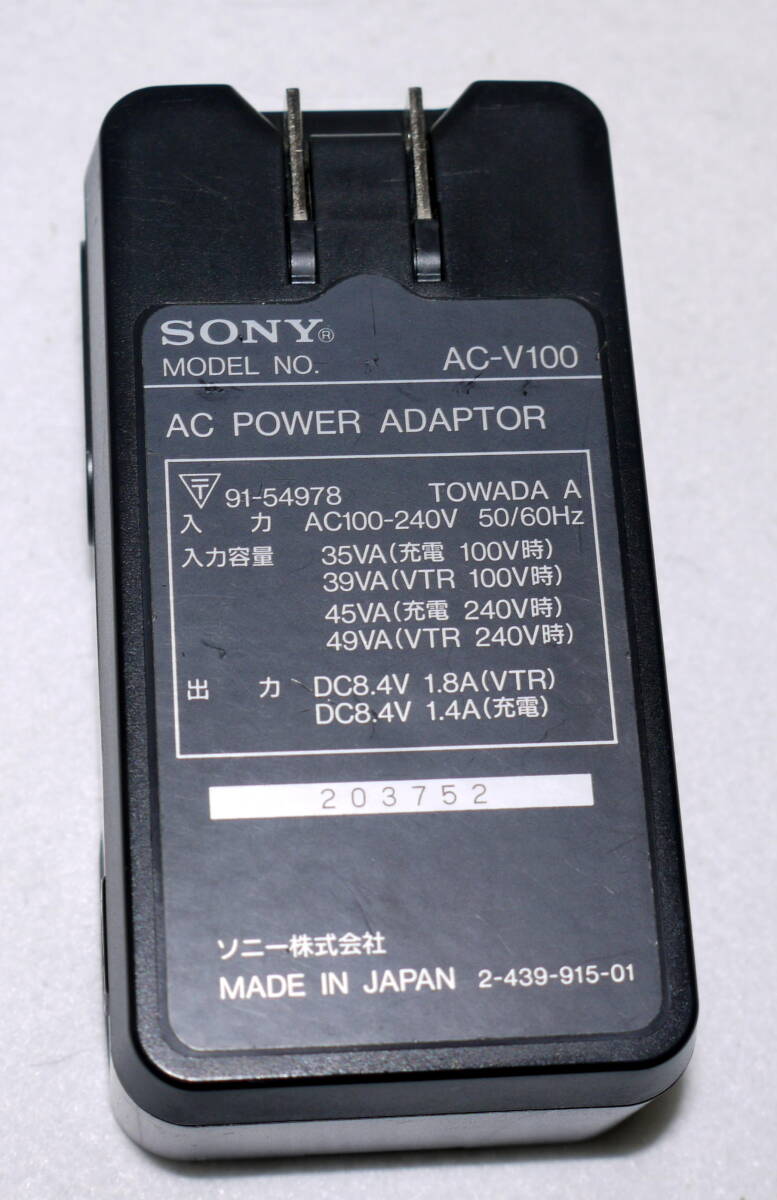 SONY®
MODEL NO. AC-V100
AC POWER ADAPTOR
〒 91-54978 TOWADA A
入力 AC100-240V 50/60Hz
入力容量 35VA(充電 100V時)
39VA(VTR 100V時)
45VA(充電 240V時)
49VA(VTR 240V時)
出力 DC8.4V 1.8A(VTR)
DC8.4V 1.4A(充電)
203752
ソニー株式会社
MADE IN JAPAN 2-439-915-01